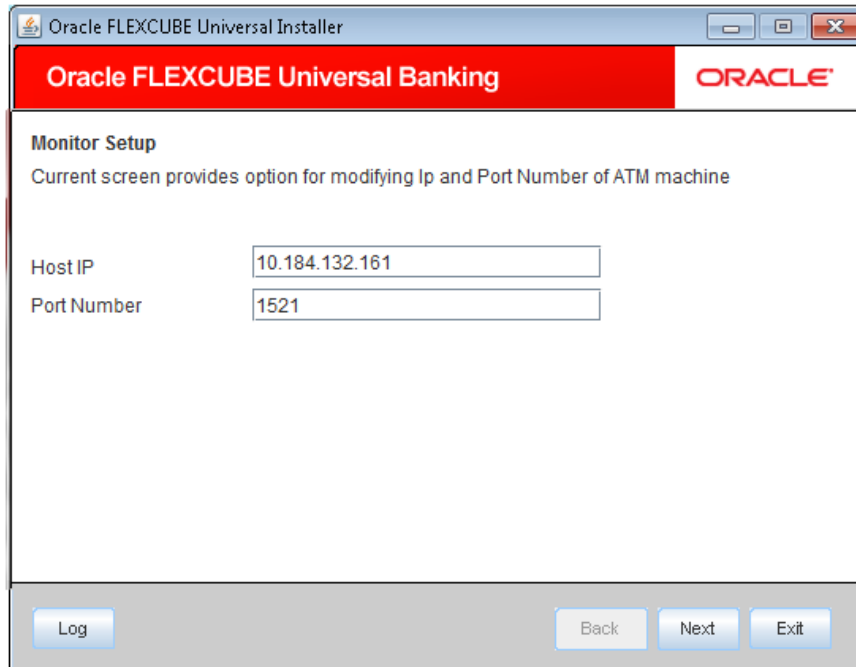 Oracle FLEXCUBE Universal Installer
Oracle FLEXCUBE Universal Banking
ORACLE
Monitor Setup
Current screen provides option for modifying Ip and Port Number of ATM machine
Host IP 10.184.132.161
Port Number 1521
Log Back Next Exit